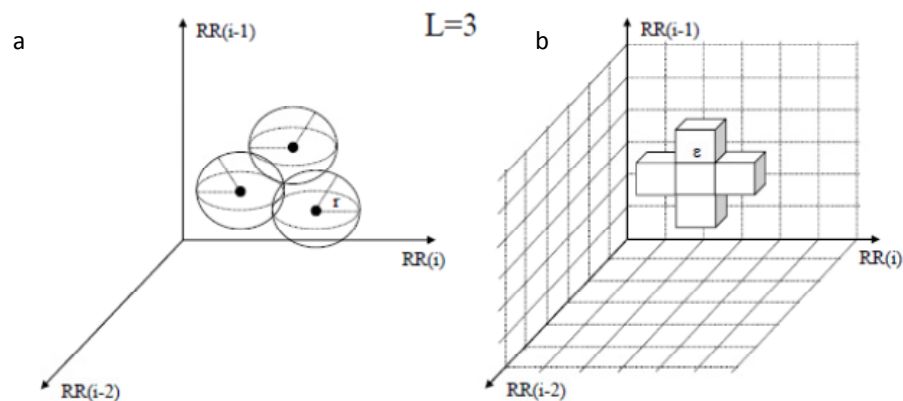 a
RR(i-1)
L=3
b
RR(i-1)
r
ε
RR(i)
RR(i)
RR(i-2)
RR(i-2)